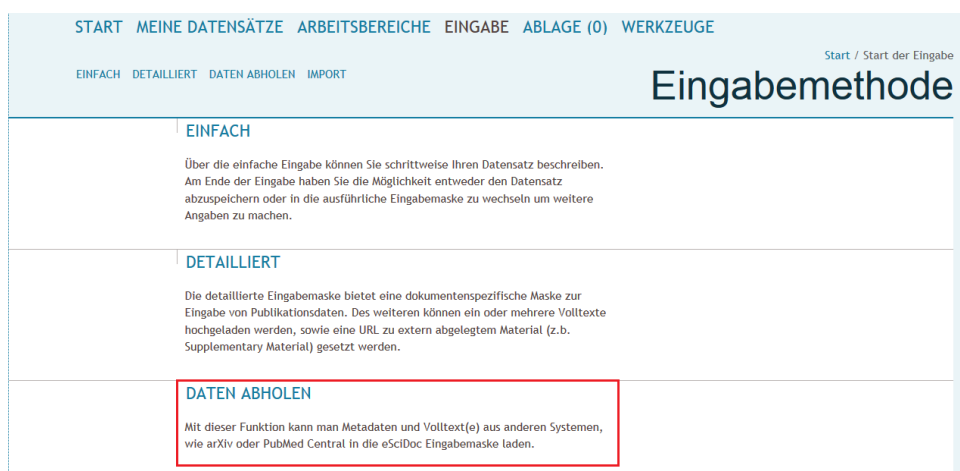 START MEINE DATENSÄTZE ARBEITSBEREICHE EINGABE ABLAGE (0) WERKZEUGE
Start / Start der Eingabe
EINFACH DETAILLIERT DATEN ABHOLEN IMPORT
Eingabemethode
EINFACH
Über die einfache Eingabe können Sie schrittweise Ihren Datensatz beschreiben.
Am Ende der Eingabe haben Sie die Möglichkeit entweder den Datensatz
abzuspeichern oder in die ausführliche Eingabemaske zu wechseln um weitere
Angaben zu machen.
DETAILLIERT
Die detaillierte Eingabemaske bietet eine dokumentenspezifische Maske zur
Eingabe von Publikationsdaten. Des weiteren können ein oder mehrere Volltexte
hochgeladen werden, sowie eine URL zu extern abgelegtem Material (z.b.
Supplementary Material) gesetzt werden.
DATEN ABHOLEN
Mit dieser Funktion kann man Metadaten und Volltext(e) aus anderen Systemen,
wie arXiv oder PubMed Central in die eSciDoc Eingabemaske laden.